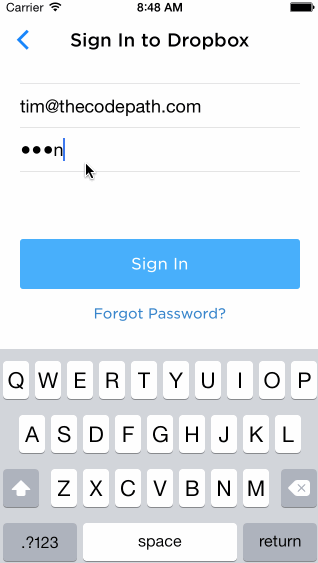 Carrier 8:48 AM
Sign In to Dropbox
tim@thecodepath.com
●●●n
Sign In
Forgot Password?
Q W E R T Y U I O P
A S D F G H J K L
Z X C V B N M
.?123 space return